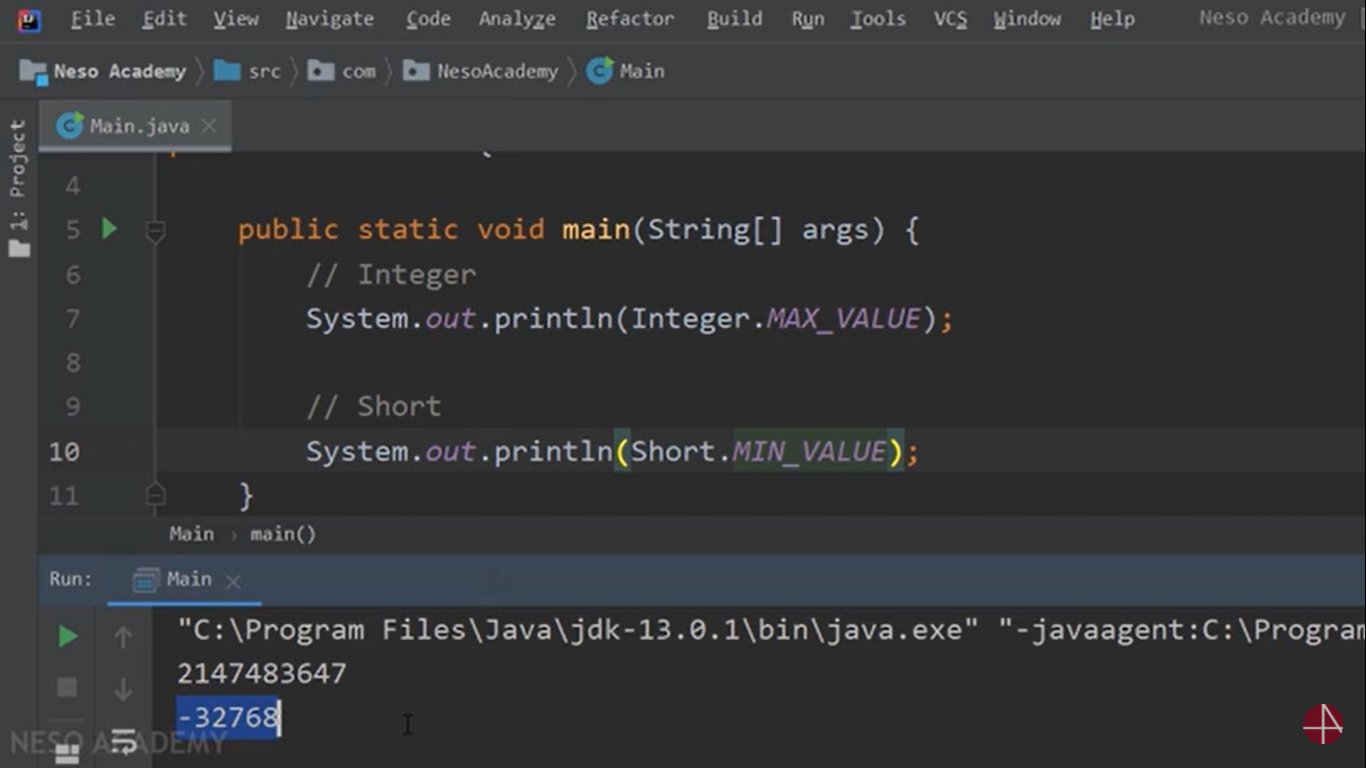 File Edit View Navigate Code Analyze Refactor Build Run Tools VCS Window Help Neso Academy
Neso Academy src com NesoAcademy Main
Main.java
1: Project
4
5 public static void main(String[] args) {
6 // Integer
7 System.out.println(Integer.MAX_VALUE);
8
9 // Short
10 System.out.println(Short.MIN_VALUE);
11 }
Main › main()
Run: Main
"C:\Program Files\Java\jdk-13.0.1\bin\java.exe" "-javaagent:C:\Program
2147483647
-32768
NESO ACADEMY